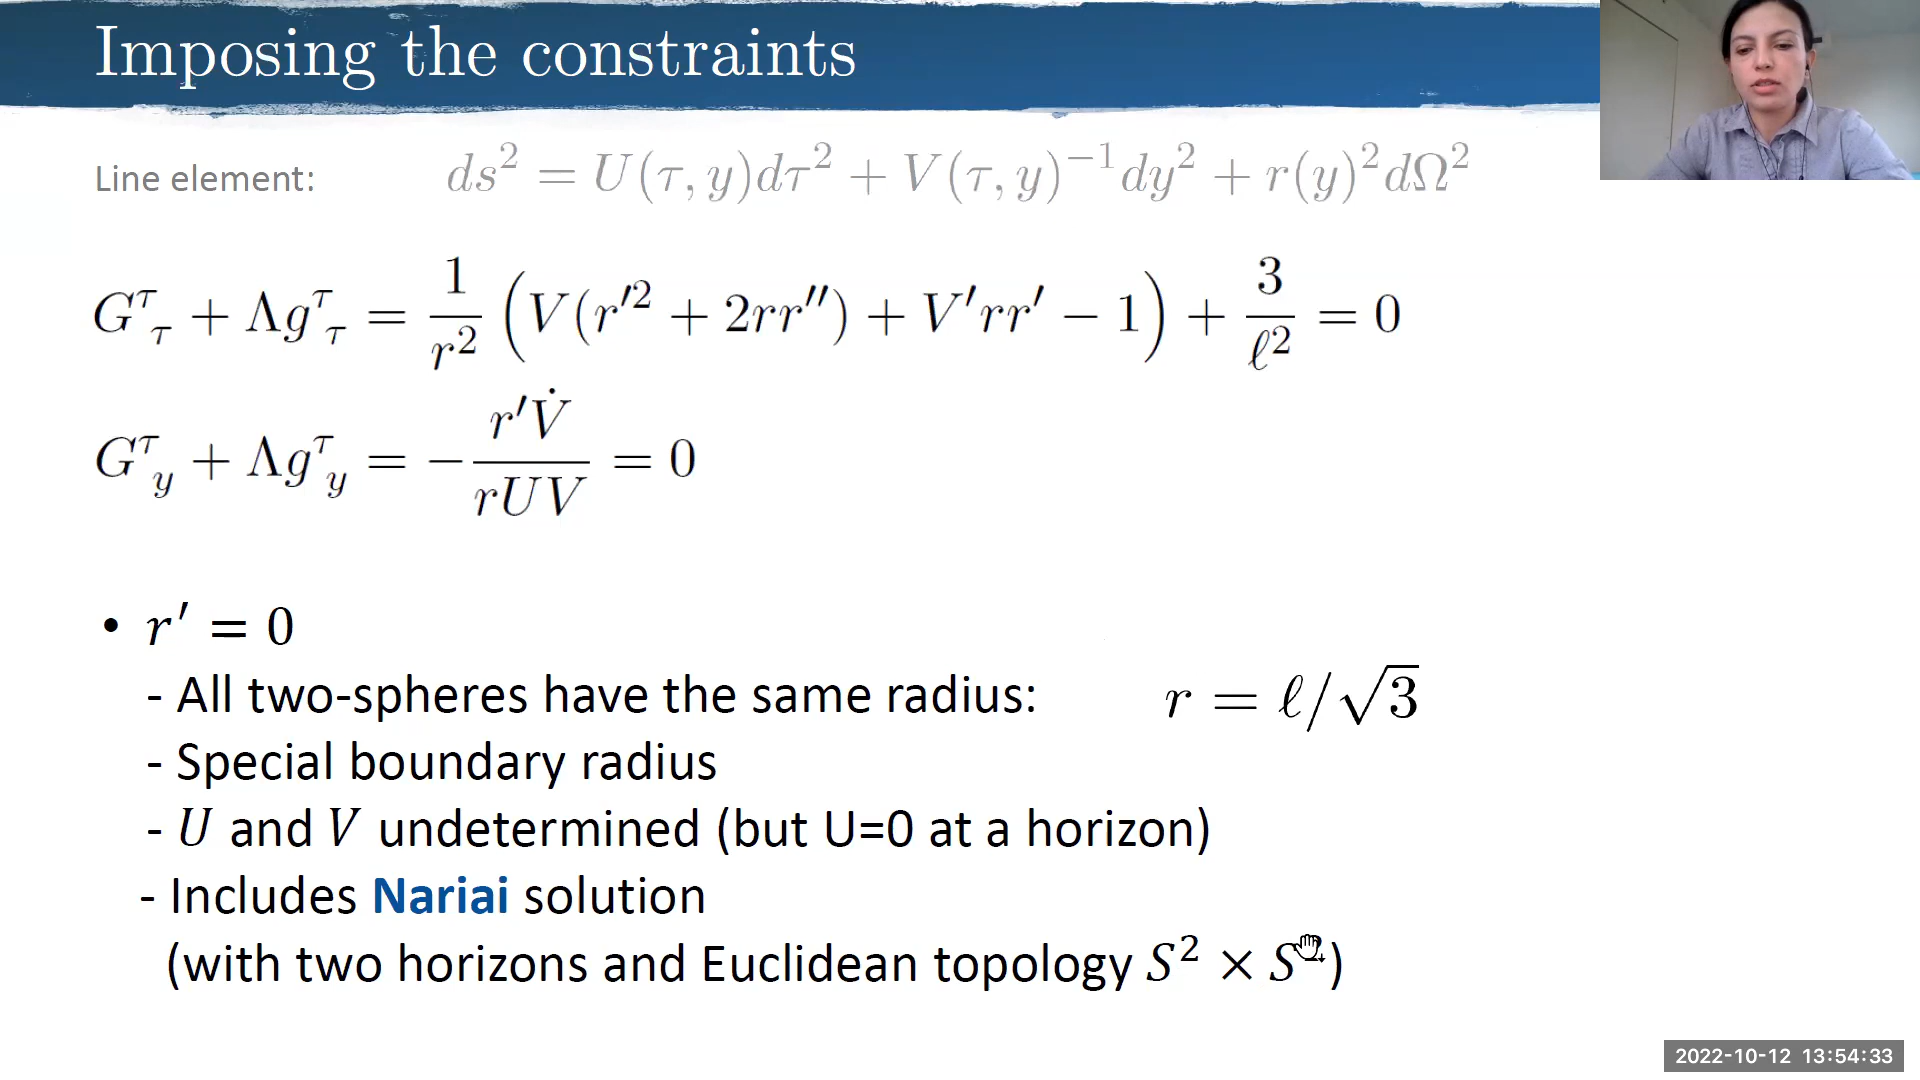 Imposing the constraints
Line element: ds² = U(τ, y)dτ² + V(τ, y)⁻¹dy² + r(y)²dΩ²
G^τ_τ + Λg^τ_τ = 1/r² (V(r′² + 2rr″) + V′rr′ − 1) + 3/ℓ² = 0
G^τ_y + Λg^τ_y = − r′V̇/rUV = 0
• r′ = 0
- All two-spheres have the same radius: r = ℓ/√3
- Special boundary radius
- U and V undetermined (but U=0 at a horizon)
- Includes Nariai solution
(with two horizons and Euclidean topology S² × S)
2022-10-12 13:54:33